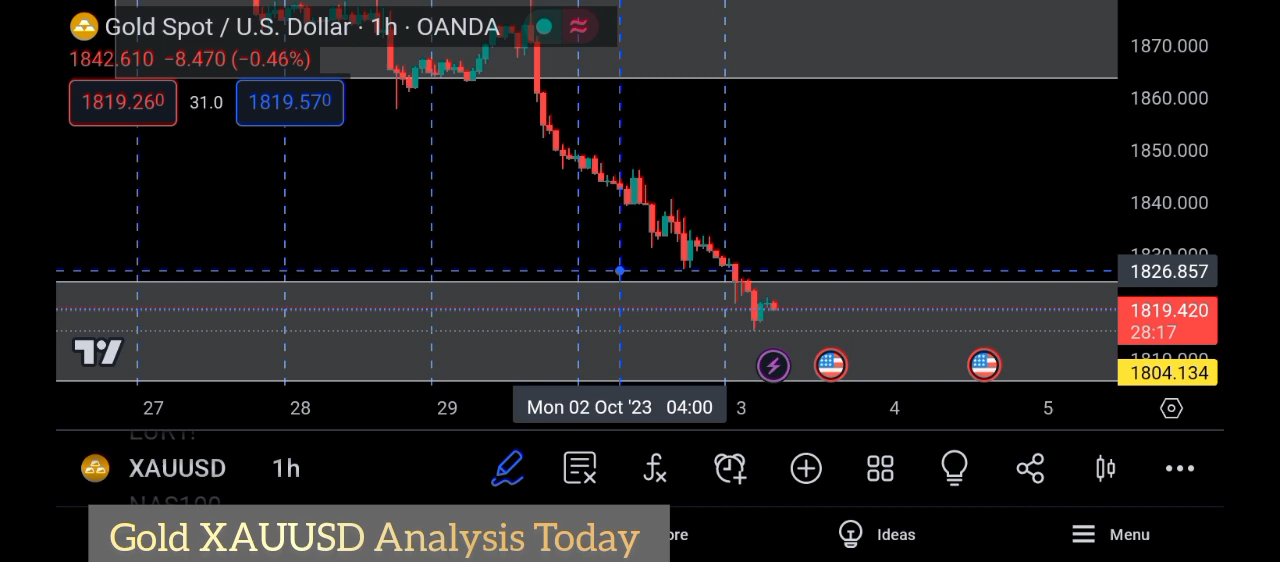 Gold Spot / U.S. Dollar · 1h · OANDA
1842.610 −8.470 (−0.46%)
1819.260 31.0 1819.570
1870.000
1860.000
1850.000
1840.000
1826.857
1819.420
28:17
1804.134
27 28 29 Mon 02 Oct '23 04:00 3 4 5
XAUUSD 1h
NAS100
Gold XAUUSD Analysis Today
Ideas
Menu